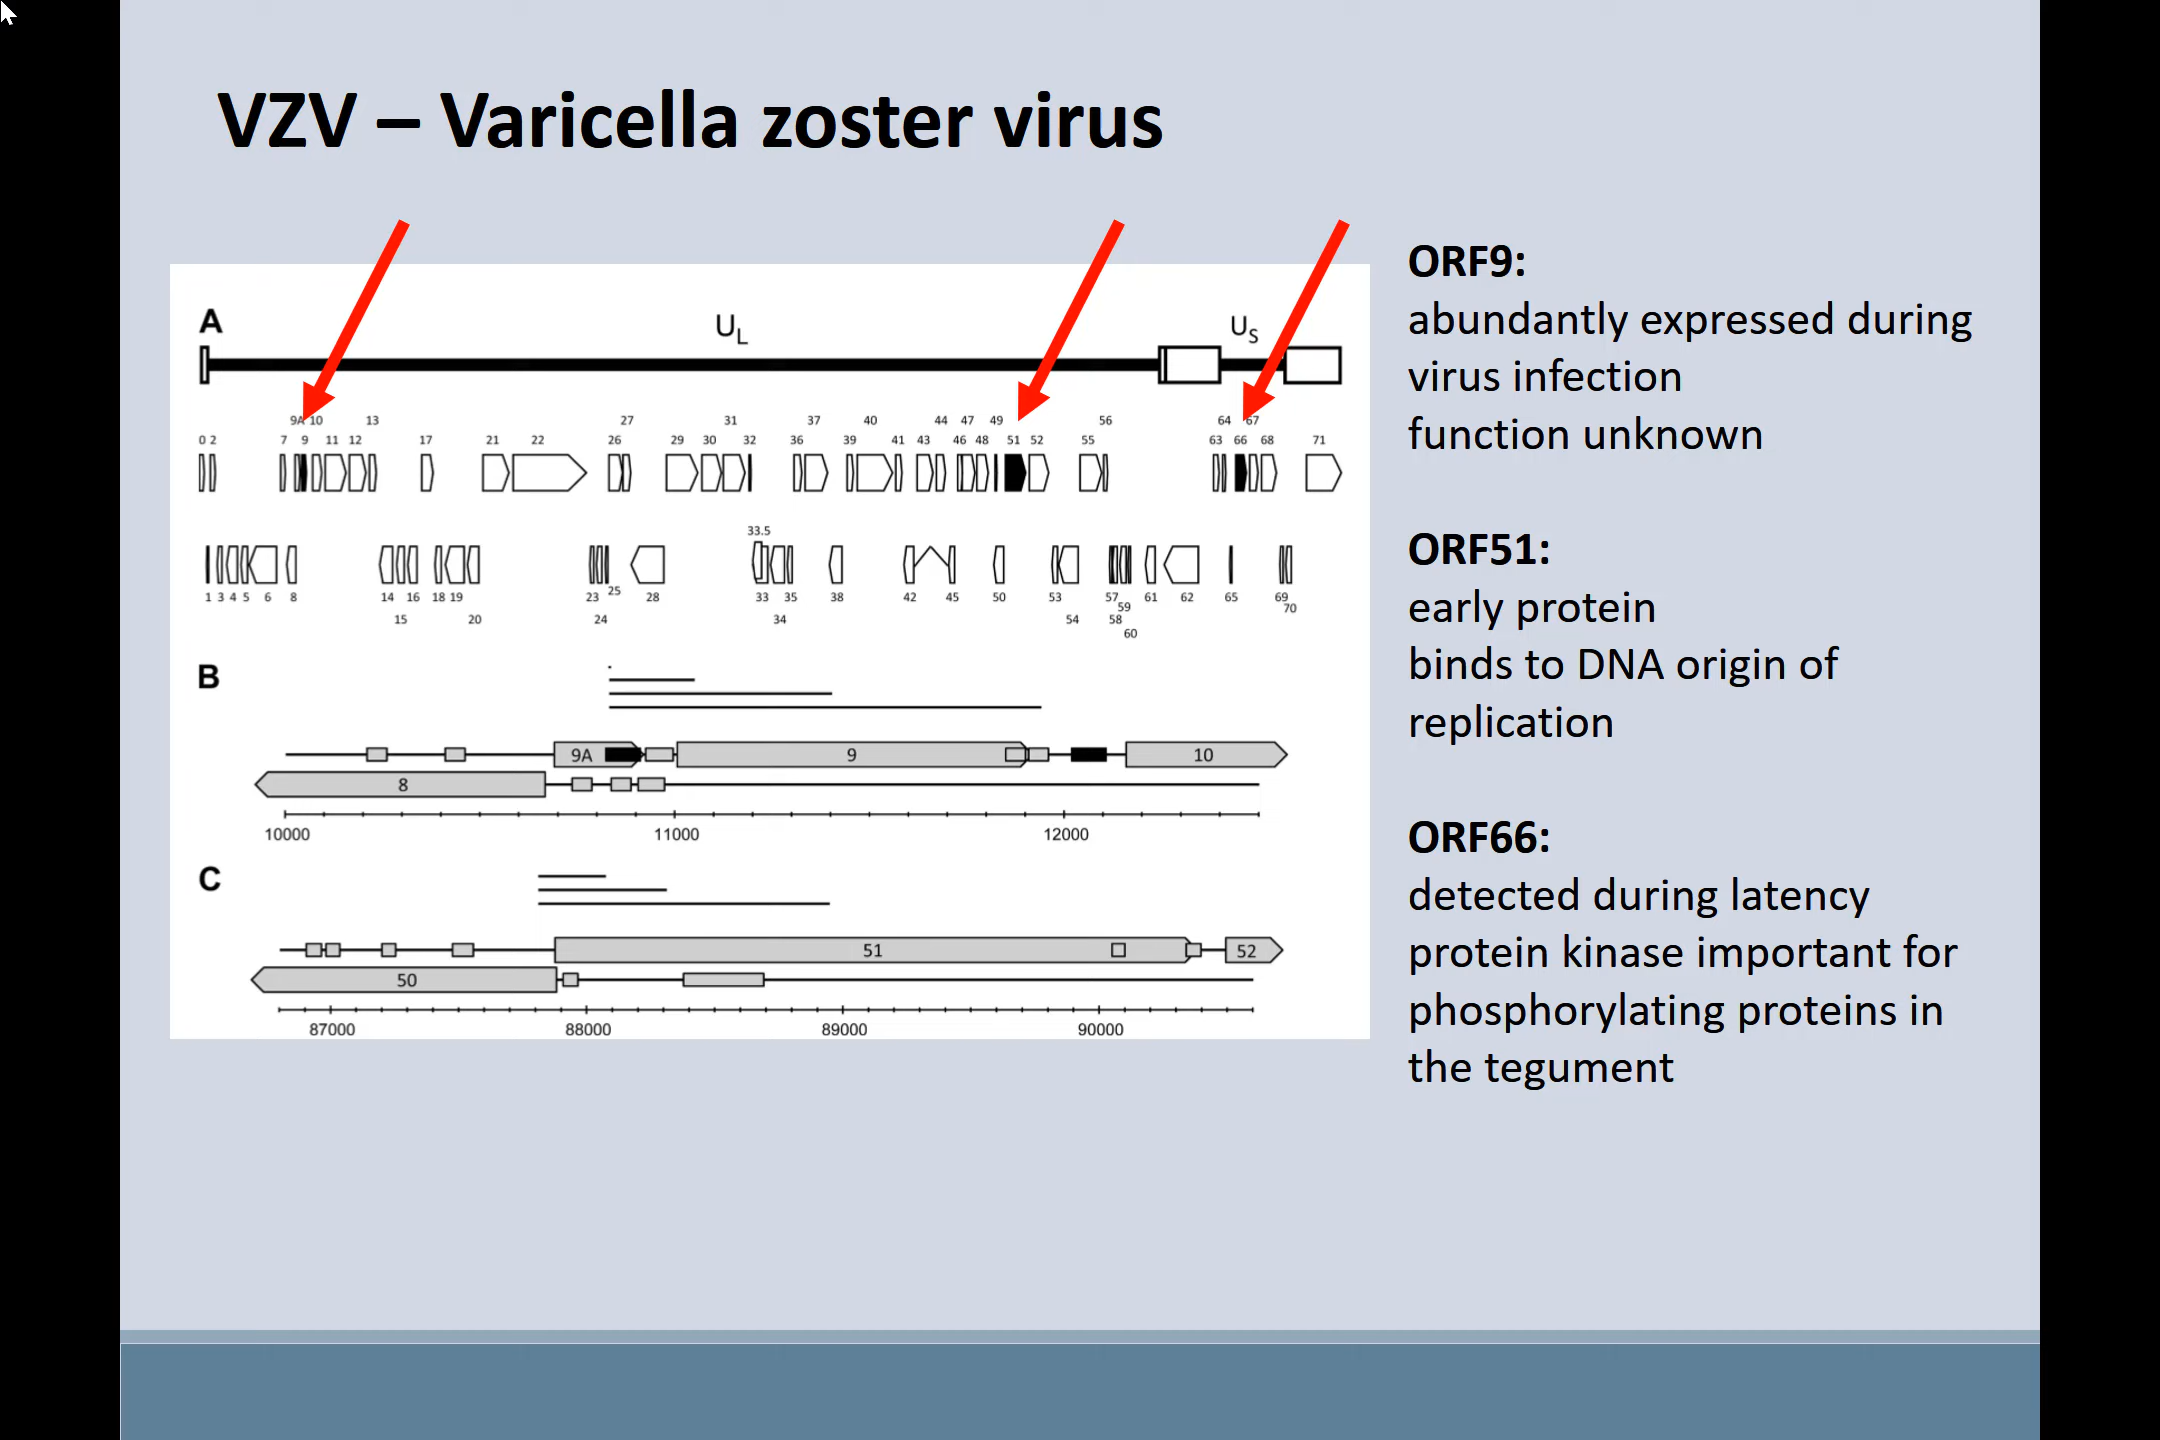 VZV – Varicella zoster virus
A
UL
US
9A 10 13 27 31 37 40 44 47 49 56 64 67
0 2 7 9 11 12 17 21 22 26 29 30 32 36 39 41 43 46 48 51 52 55 63 66 68 71
33.5
1 3 4 5 6 8 14 16 18 19 23 25 28 33 35 38 42 45 50 53 57 59 61 62 65 69 70
15 20 24 34 54 58 60
B
9A 9 10
8
10000 11000 12000
C
51 52
50
87000 88000 89000 90000
ORF9:
abundantly expressed during
virus infection
function unknown
ORF51:
early protein
binds to DNA origin of
replication
ORF66:
detected during latency
protein kinase important for
phosphorylating proteins in
the tegument